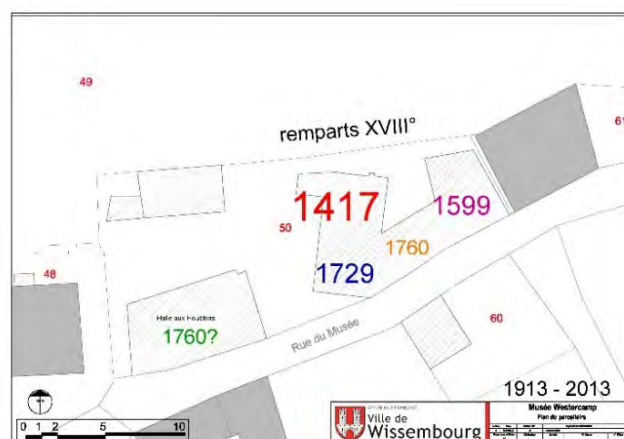 49
61
remparts XVIII°
1417
1599
50
1760
1729
48
Halle aux Houblons
1760?
Rue du Musée
60
1913 - 2013
0 1 2 5 10
Ville de
Wissembourg
Musée Westercamp
Plan de parcellaire